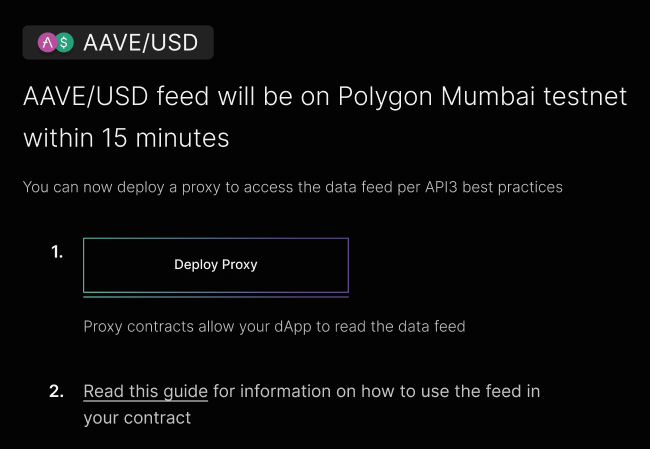 AAVE/USD
AAVE/USD feed will be on Polygon Mumbai testnet
within 15 minutes
You can now deploy a proxy to access the data feed per API3 best practices
1.
Deploy Proxy
Proxy contracts allow your dApp to read the data feed
2. Read this guide for information on how to use the feed in
your contract